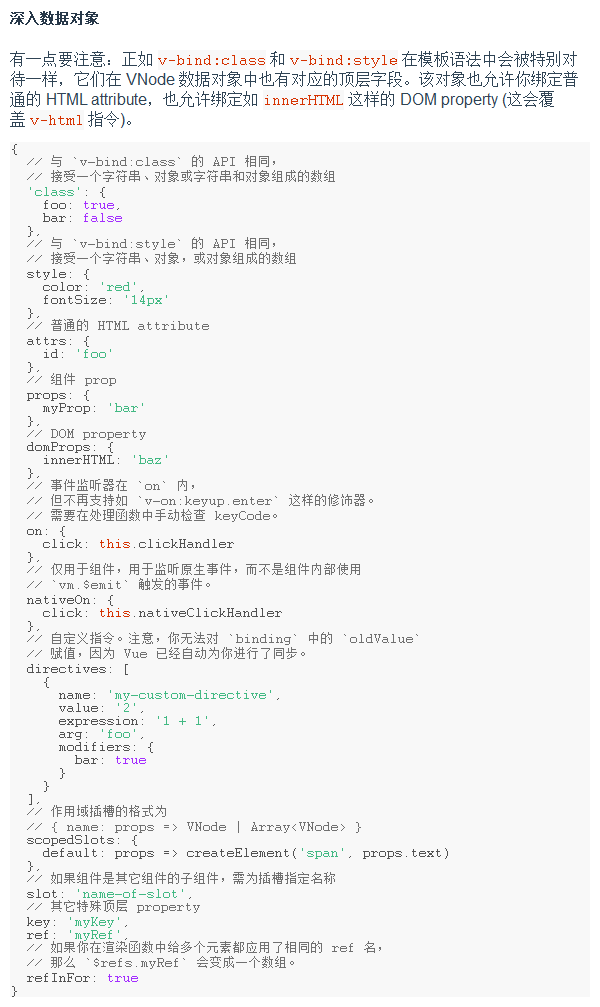 深入数据对象
有一点要注意：正如 v-bind:class 和 v-bind:style 在模板语法中会被特别对
待一样，它们在 VNode 数据对象中也有对应的顶层字段。该对象也允许你绑定普
通的 HTML attribute，也允许绑定如 innerHTML 这样的 DOM property (这会覆
盖 v-html 指令)。
{
  // 与 `v-bind:class` 的 API 相同，
  // 接受一个字符串、对象或字符串和对象组成的数组
  'class': {
    foo: true,
    bar: false
  },
  // 与 `v-bind:style` 的 API 相同，
  // 接受一个字符串、对象，或对象组成的数组
  style: {
    color: 'red',
    fontSize: '14px'
  },
  // 普通的 HTML attribute
  attrs: {
    id: 'foo'
  },
  // 组件 prop
  props: {
    myProp: 'bar'
  },
  // DOM property
  domProps: {
    innerHTML: 'baz'
  },
  // 事件监听器在 `on` 内，
  // 但不再支持如 `v-on:keyup.enter` 这样的修饰器。
  // 需要在处理函数中手动检查 keyCode。
  on: {
    click: this.clickHandler
  },
  // 仅用于组件，用于监听原生事件，而不是组件内部使用
  // `vm.$emit` 触发的事件。
  nativeOn: {
    click: this.nativeClickHandler
  },
  // 自定义指令。注意，你无法对 `binding` 中的 `oldValue`
  // 赋值，因为 Vue 已经自动为你进行了同步。
  directives: [
    {
      name: 'my-custom-directive',
      value: '2',
      expression: '1 + 1',
      arg: 'foo',
      modifiers: {
        bar: true
      }
    }
  ],
  // 作用域插槽的格式为
  // { name: props => VNode | Array<VNode> }
  scopedSlots: {
    default: props => createElement('span', props.text)
  },
  // 如果组件是其它组件的子组件，需为插槽指定名称
  slot: 'name-of-slot',
  // 其它特殊顶层 property
  key: 'myKey',
  ref: 'myRef',
  // 如果你在渲染函数中给多个元素都应用了相同的 ref 名，
  // 那么 `$refs.myRef` 会变成一个数组。
  refInFor: true
}